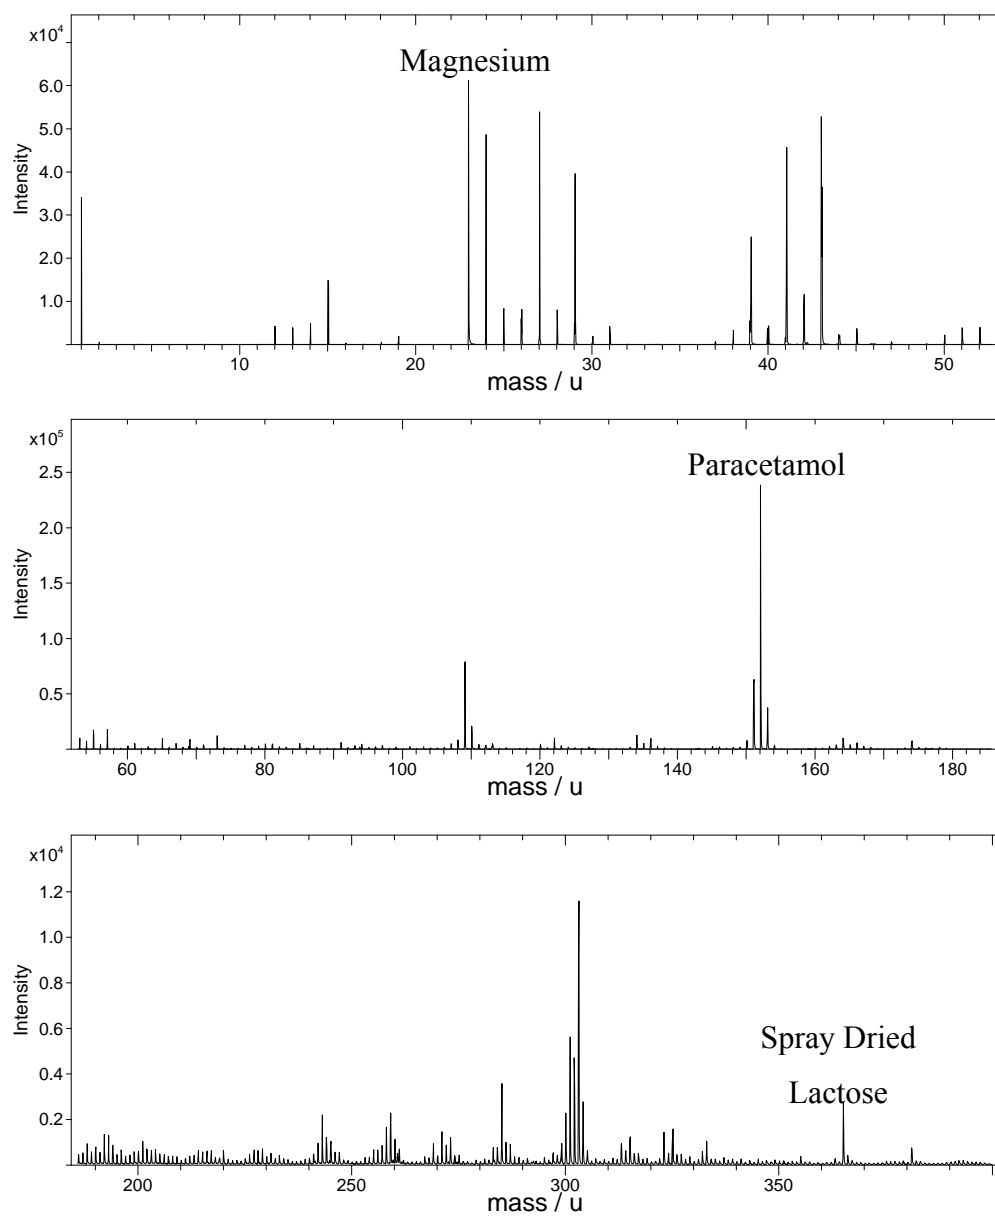 x10⁴
Magnesium
6.0
5.0
4.0
3.0
2.0
1.0
Intensity
10 20 30 40 50
mass / u
x10⁵
Paracetamol
2.5
2.0
1.5
1.0
0.5
Intensity
60 80 100 120 140 160 180
mass / u
x10⁴
1.2
1.0
0.8
0.6
0.4
0.2
Intensity
Spray Dried
Lactose
200 250 300 350
mass / u